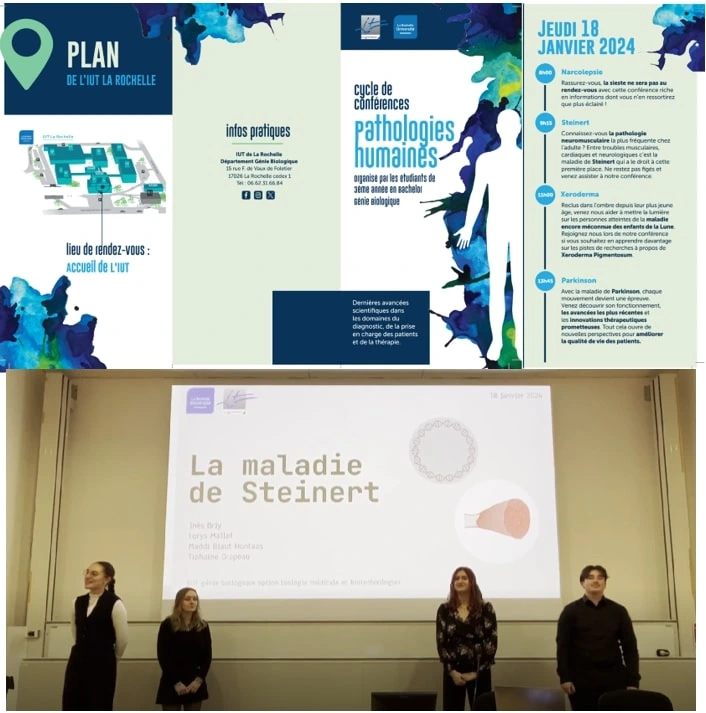 PLAN
DE L'IUT LA ROCHELLE
IUT La Rochelle
lieu de rendez-vous :
ACCUEIL DE L'IUT
infos pratiques
IUT de La Rochelle
Département Génie Biologique
15 rue F. de Vaux de Foletier
17026 La Rochelle cedex 1
Tél : 06.62.31.66.84
La Rochelle
Université
cycle de
conférences
pathologies
humaines
organisé par les étudiants de
3ème année en bachelor
génie biologique
Dernières avancées
scientifiques dans
les domaines du
diagnostic, de la prise
en charge des patients
et de la thérapie.
JEUDI 18
JANVIER 2024
8h00
Narcolepsie
Rassurez-vous, la sieste ne sera pas au
rendez-vous avec cette conférence riche
en informations dont vous n'en ressortirez
que plus éclairé !
Steinert
Connaissez-vous la pathologie
neuromusculaire la plus fréquente chez
l'adulte ? Entre troubles musculaires,
cardiaques et neurologiques c'est la
maladie de Steinert qui a le droit à cette
première place. Ne restez pas figés et
venez assister à notre conférence.
11h00
Xeroderma
Reclus dans l'ombre depuis leur plus jeune
âge, venez nous aider à mettre la lumière
sur les personnes atteintes de la maladie
encore méconnue des enfants de la Lune.
Rejoignez nous lors de notre conférence
si vous souhaitez en apprendre davantage
sur les pistes de recherches à propos de
Xeroderma Pigmentosum.
13h45
Parkinson
Avec la maladie de Parkinson, chaque
mouvement devient une épreuve.
Venez découvrir son fonctionnement,
les avancées les plus récentes et
les innovations thérapeutiques
prometteuses. Tout cela ouvre de
nouvelles perspectives pour améliorer
la qualité de vie des patients.
La Rochelle
Université
18 janvier 2024
La maladie
de Steinert